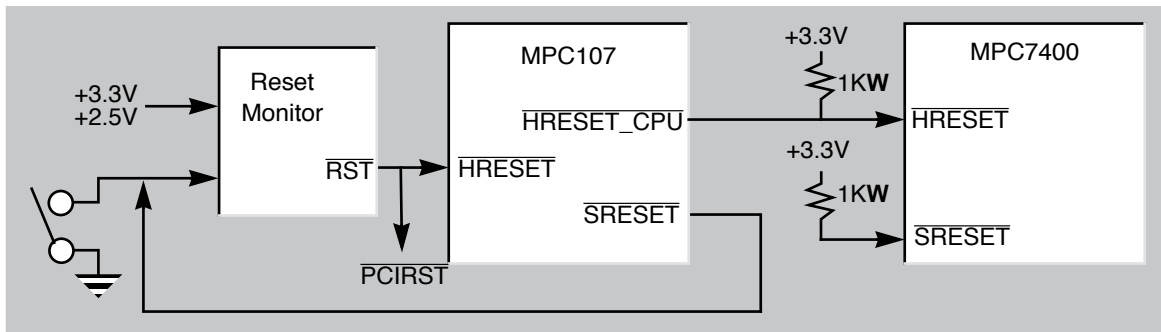 +3.3V
+2.5V
Reset
Monitor
RST
PCIRST
MPC107
HRESET_CPU
HRESET
SRESET
+3.3V
1KW
+3.3V
1KW
MPC7400
HRESET
SRESET